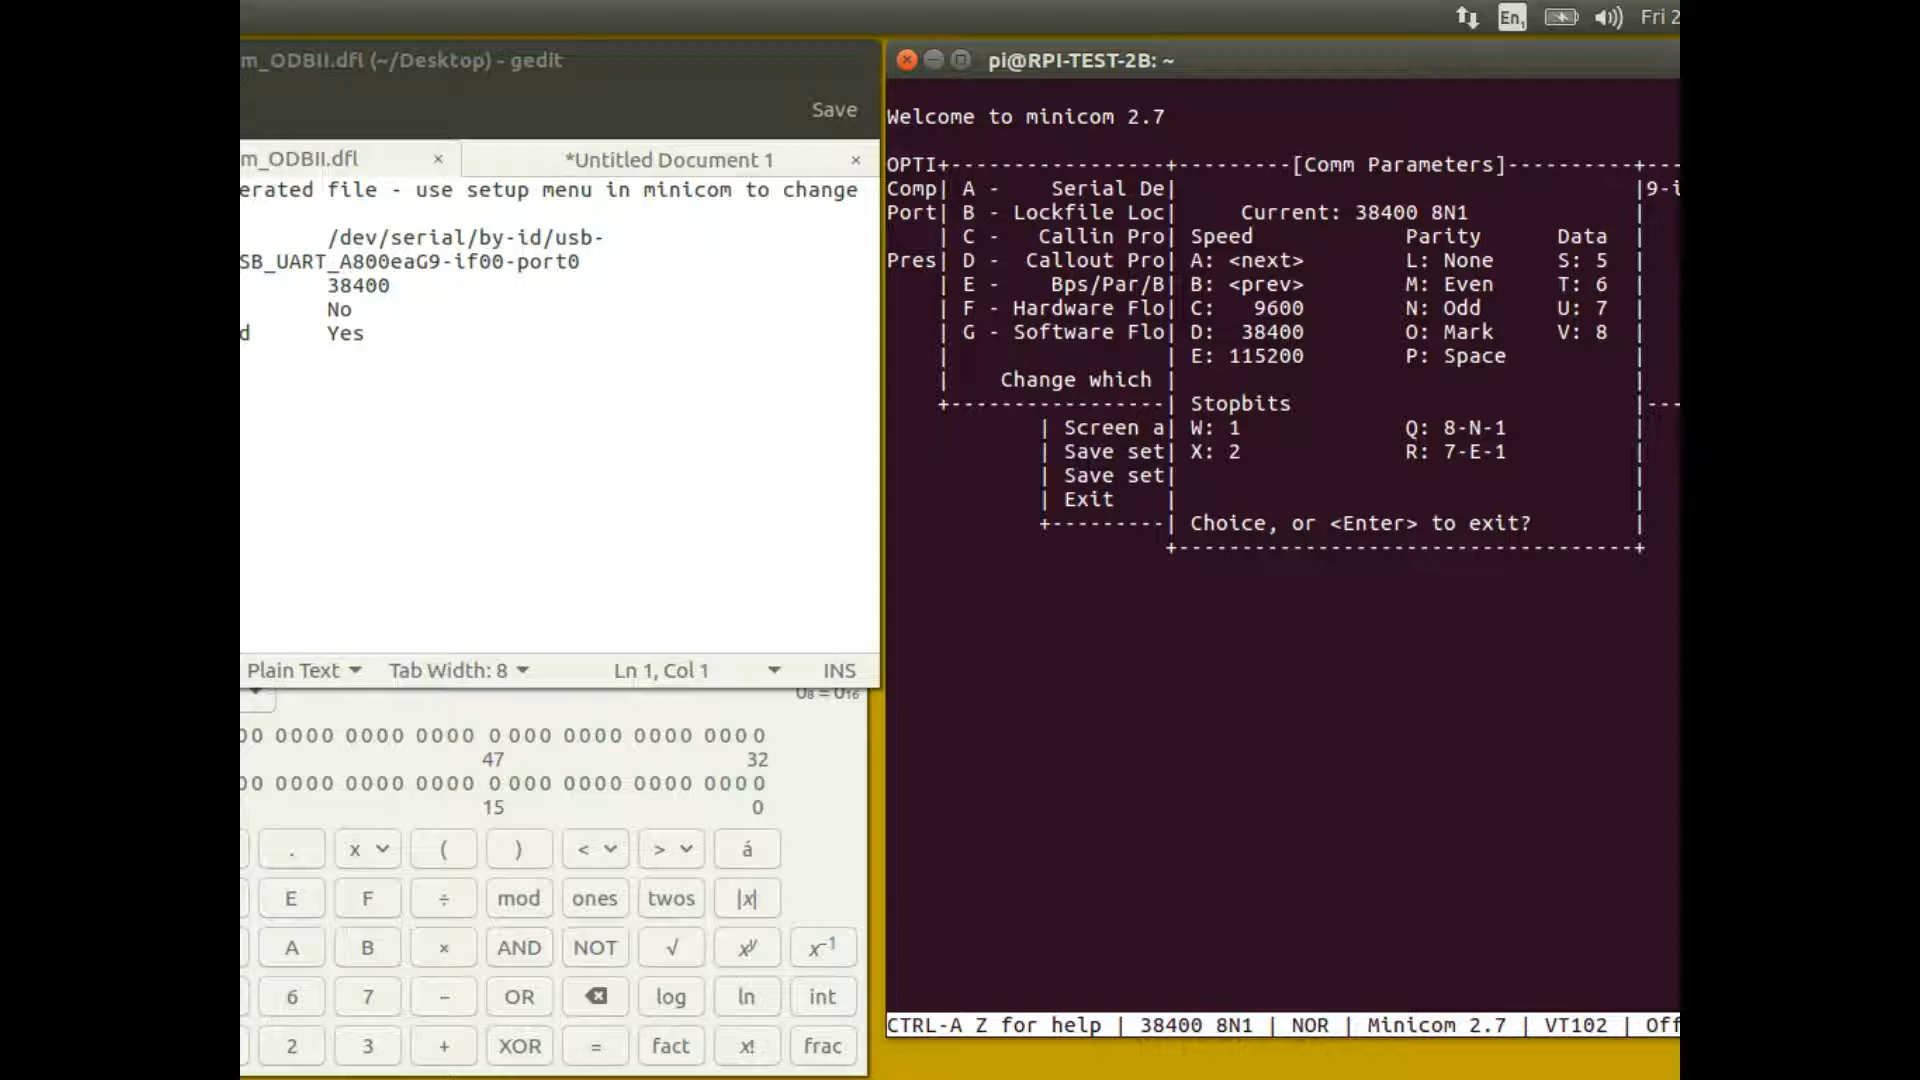 En1
Fri 2
m_ODBII.dfl (~/Desktop) - gedit
Save
m_ODBII.dfl ×
*Untitled Document 1 ×
erated file - use setup menu in minicom to change
/dev/serial/by-id/usb-
SB_UART_A800eaG9-if00-port0
38400
No
d Yes
Plain Text
Tab Width: 8
Ln 1, Col 1
INS
U8 = U16
00 0000 0000 0000 0000 0000 0000 0000
47 32
00 0000 0000 0000 0000 0000 0000 0000
15 0
. x ( ) < > á
E F ÷ mod ones twos |x|
A B × AND NOT √ xʸ x⁻¹
6 7 − OR log ln int
2 3 + XOR = fact x! frac
pi@RPI-TEST-2B: ~
Welcome to minicom 2.7
OPTI+-----------------+---------[Comm Parameters]----------+---
Comp| A -    Serial De|                                     |9-i
Port| B - Lockfile Loc|     Current: 38400 8N1             |
| C -   Callin Pro| Speed            Parity      Data  |
Pres| D -  Callout Pro| A: <next>        L: None     S: 5  |
| E -    Bps/Par/B| B: <prev>        M: Even     T: 6  |
| F - Hardware Flo| C:   9600        N: Odd      U: 7  |
| G - Software Flo| D:  38400        O: Mark     V: 8  |
|                 | E: 115200        P: Space          |
|    Change which |                                    |
+-----------------| Stopbits                           |---
| Screen a| W: 1             Q: 8-N-1          |
| Save set| X: 2             R: 7-E-1          |
| Save set|                                    |
| Exit    |                                    |
+---------| Choice, or <Enter> to exit?        |
+------------------------------------+
CTRL-A Z for help | 38400 8N1 | NOR | Minicom 2.7 | VT102 | Off